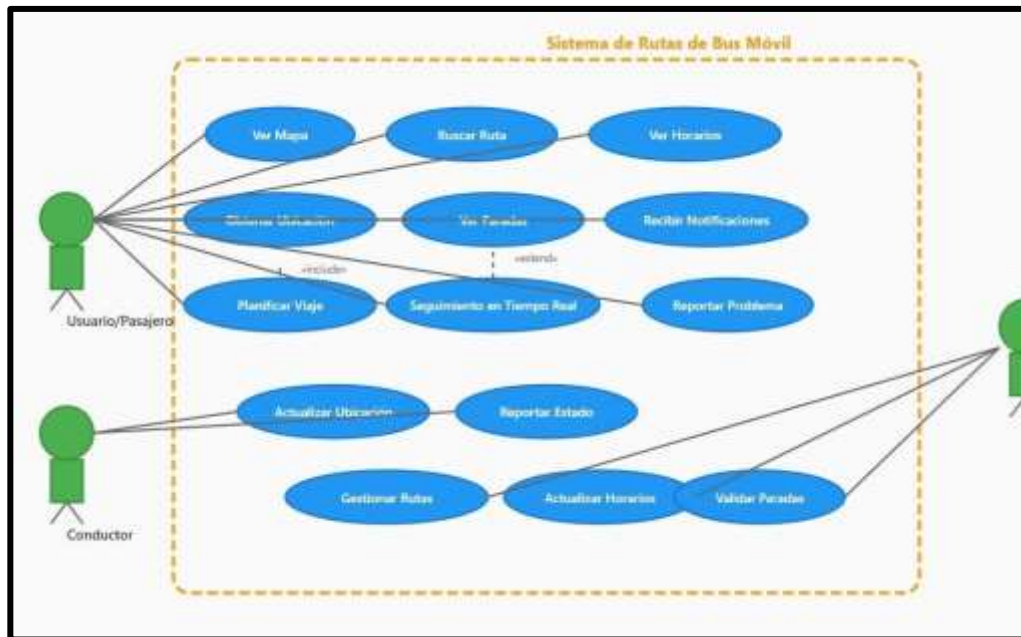 Sistema de Rutas de Bus Móvil
Ver Mapa
Buscar Ruta
Ver Horarios
Obtener Ubicación
Ver Paradas
Recibir Notificaciones
«include»
«extend»
Planificar Viaje
Seguimiento en Tiempo Real
Reportar Problema
Usuario/Pasajero
Actualizar Ubicación
Reportar Estado
Gestionar Rutas
Actualizar Horarios
Validar Paradas
Conductor